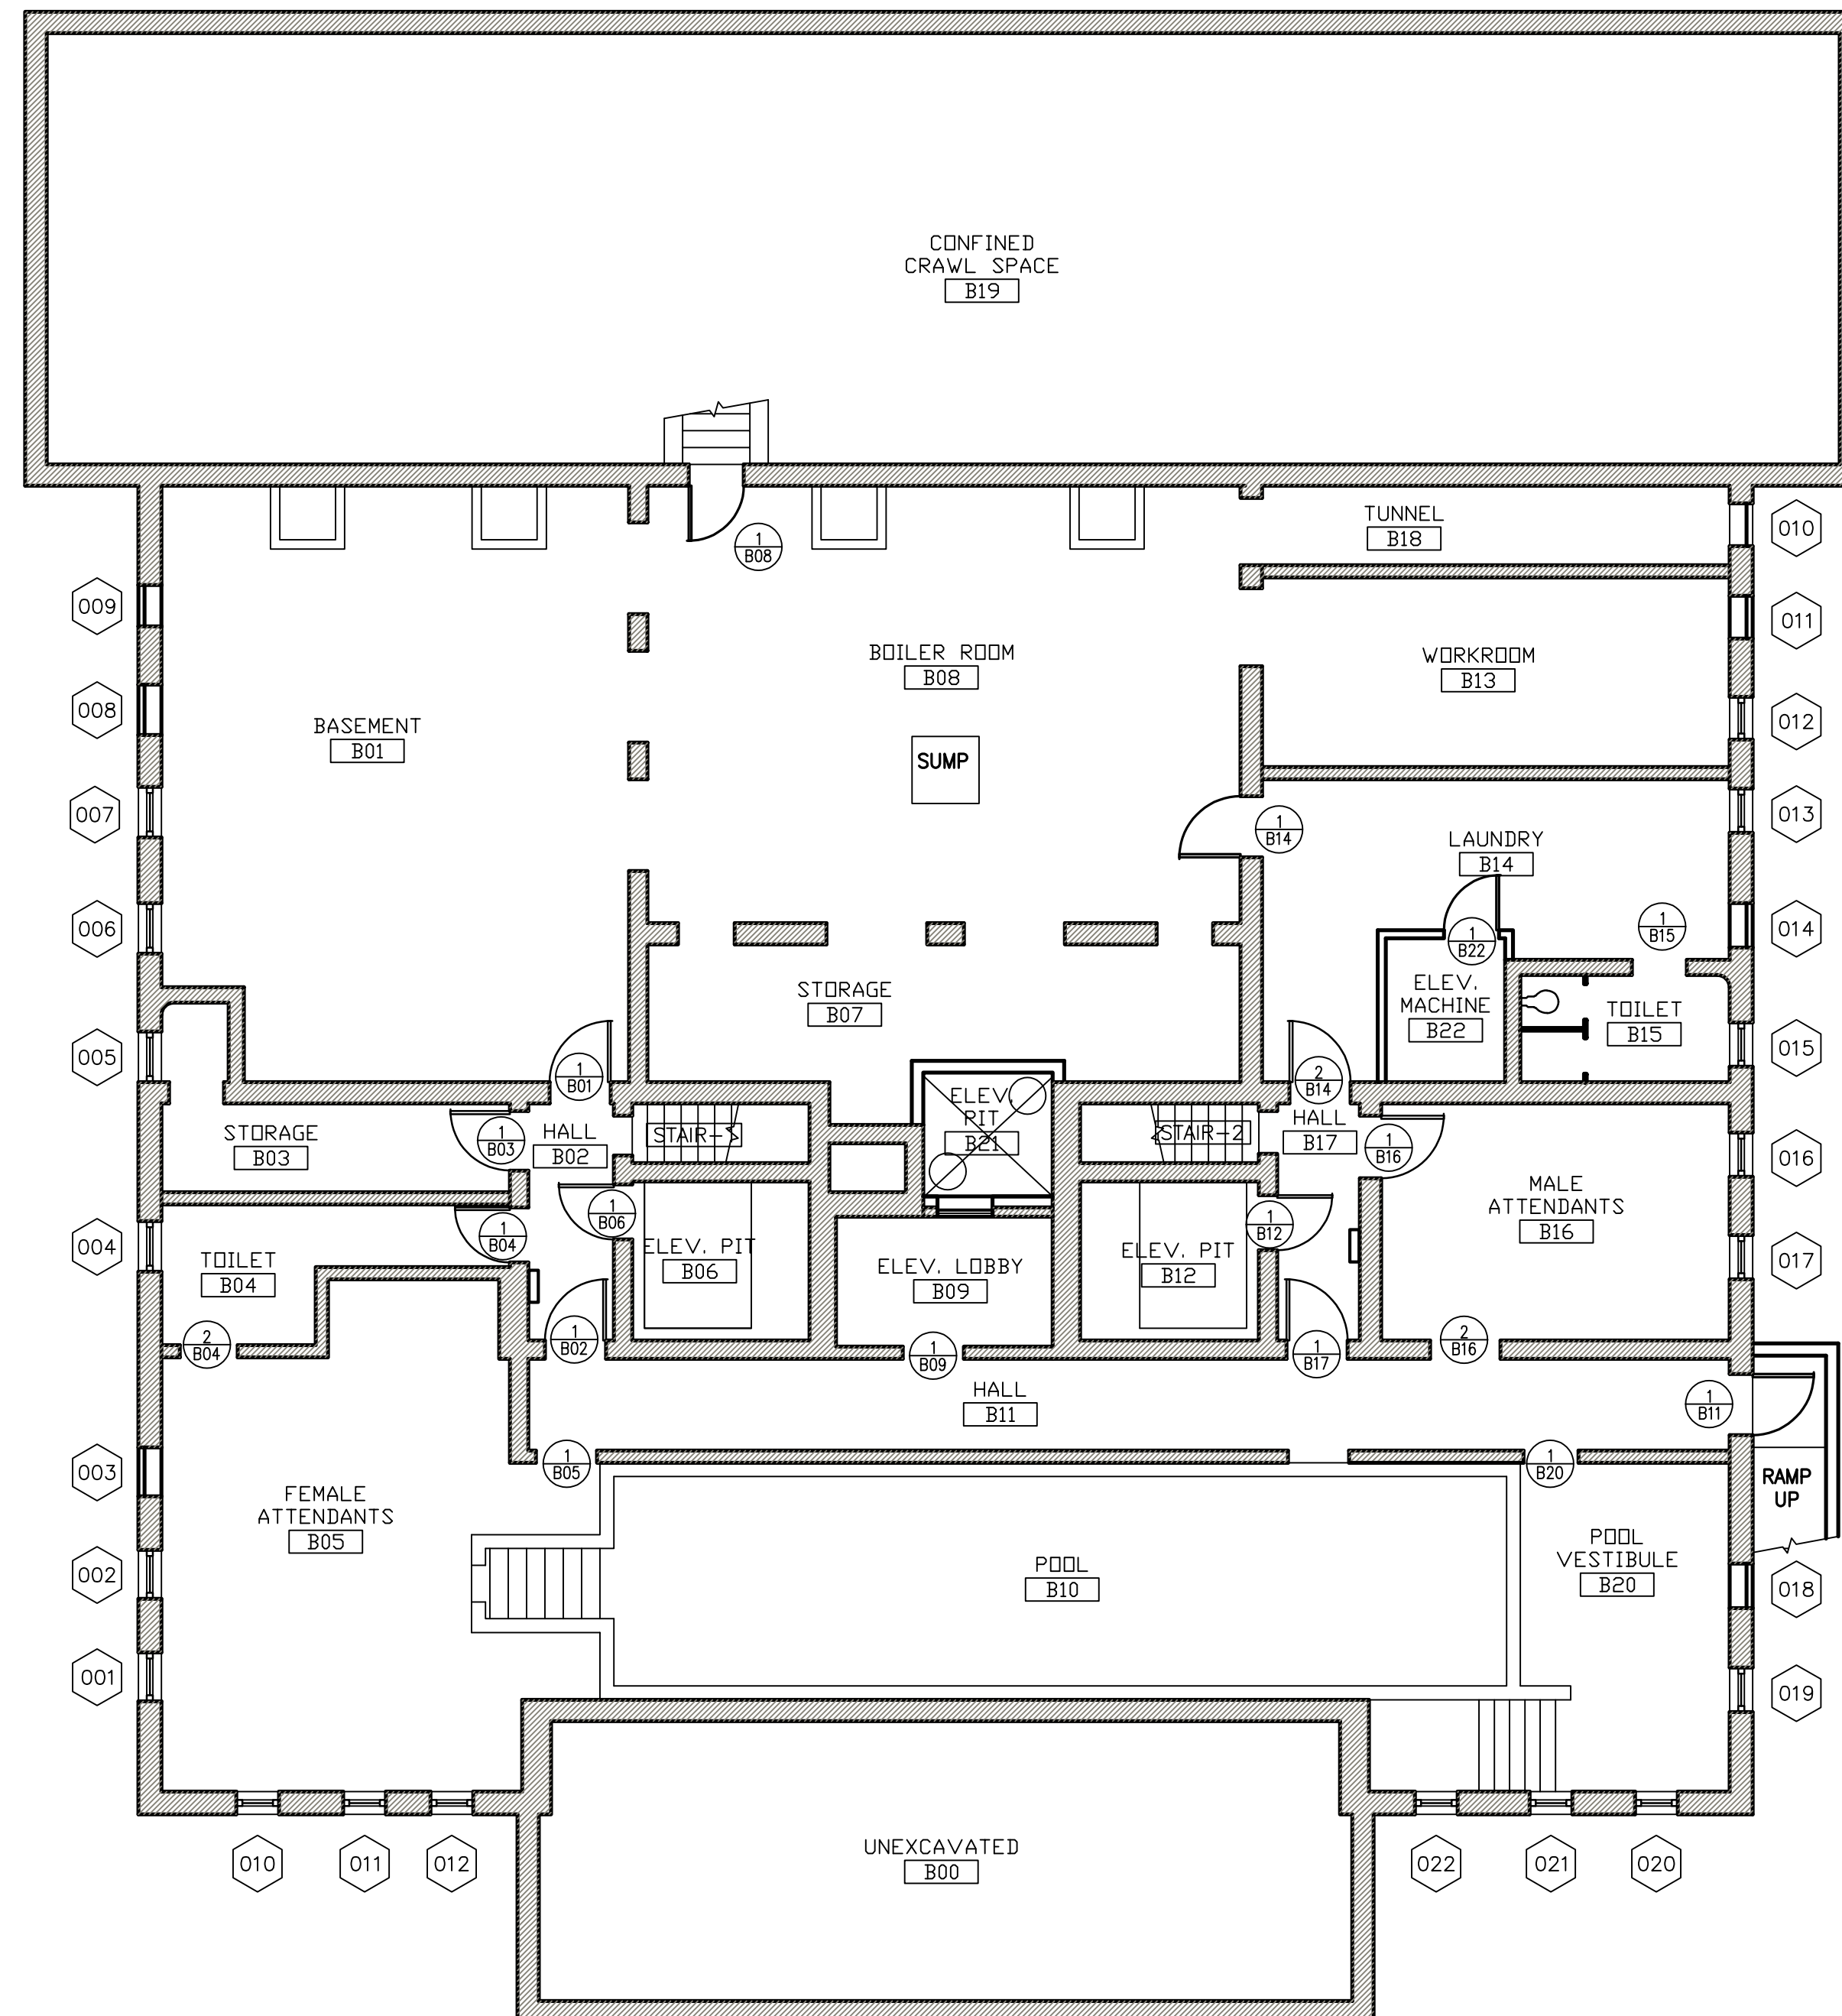 CONFINED
CRAWL SPACE
B19
TUNNEL
B18
010
1
B08
009
011
BOILER ROOM
B08
WORKROOM
B13
008
012
BASEMENT
B01
SUMP
007
013
1
B14
LAUNDRY
B14
006
014
1
B15
1
B22
STORAGE
B07
ELEV.
MACHINE
B22
TOILET
B15
005
015
1
B01
2
B14
ELEV.
PIT
B21
STORAGE
B03
1
B03
HALL
B02
STAIR-1
STAIR-2
HALL
B17
1
B16
016
MALE
ATTENDANTS
B16
004
017
TOILET
B04
1
B04
1
B06
ELEV. PIT
B06
ELEV. LOBBY
B09
ELEV. PIT
B12
1
B12
2
B04
1
B02
1
B09
1
B17
2
B16
HALL
B11
1
B11
003
1
B05
1
B20
RAMP
UP
FEMALE
ATTENDANTS
B05
POOL
B10
POOL
VESTIBULE
B20
002
018
001
019
UNEXCAVATED
B00
010
011
012
022
021
020